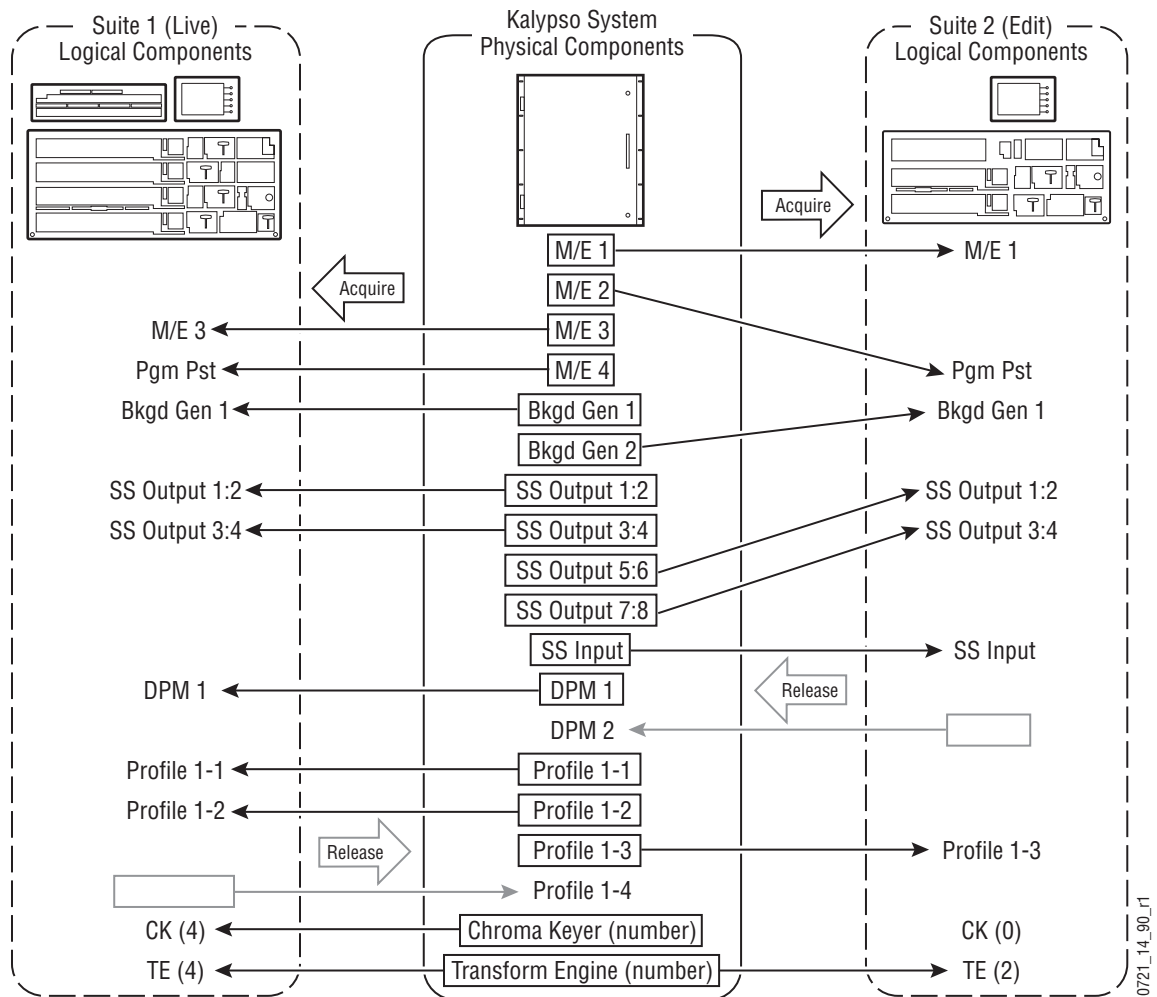 Suite 1 (Live)
Logical Components
Kalypso System
Physical Components
Suite 2 (Edit)
Logical Components
Acquire
M/E 1
M/E 1
Acquire
M/E 2
M/E 3
M/E 3
Pgm Pst
M/E 4
Pgm Pst
Bkgd Gen 1
Bkgd Gen 1
Bkgd Gen 1
Bkgd Gen 2
SS Output 1:2
SS Output 1:2
SS Output 1:2
SS Output 3:4
SS Output 3:4
SS Output 3:4
SS Output 5:6
SS Output 7:8
SS Input
SS Input
DPM 1
DPM 1
Release
DPM 2
Profile 1-1
Profile 1-1
Profile 1-2
Profile 1-2
Release
Profile 1-3
Profile 1-3
Profile 1-4
CK (4)
Chroma Keyer (number)
CK (0)
TE (4)
Transform Engine (number)
TE (2)
0721_14_90_r1